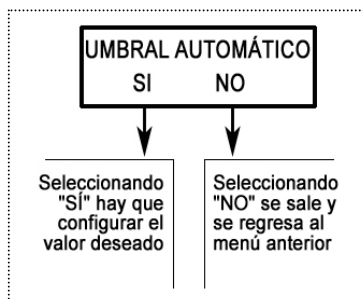 UMBRAL AUTOMÁTICO
SI NO
Seleccionando
"SÍ" hay que
configurar el
valor deseado
Seleccionando
"NO" se sale y
se regresa al
menú anterior